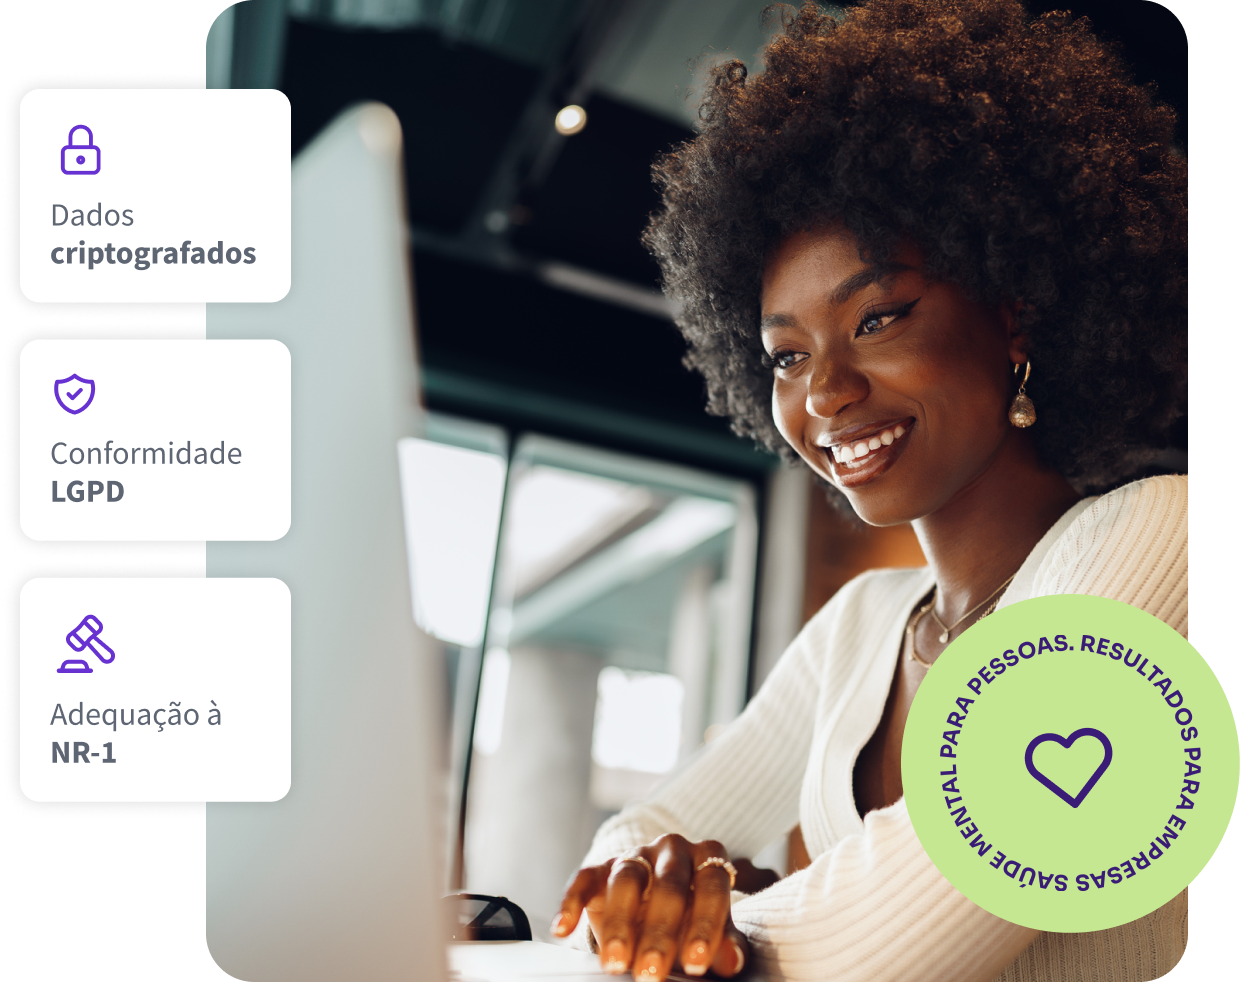 Dados
criptografados
Conformidade
LGPD
Adequação à
NR-1
SAÚDE MENTAL PARA PESSOAS. RESULTADOS PARA EMPRESAS